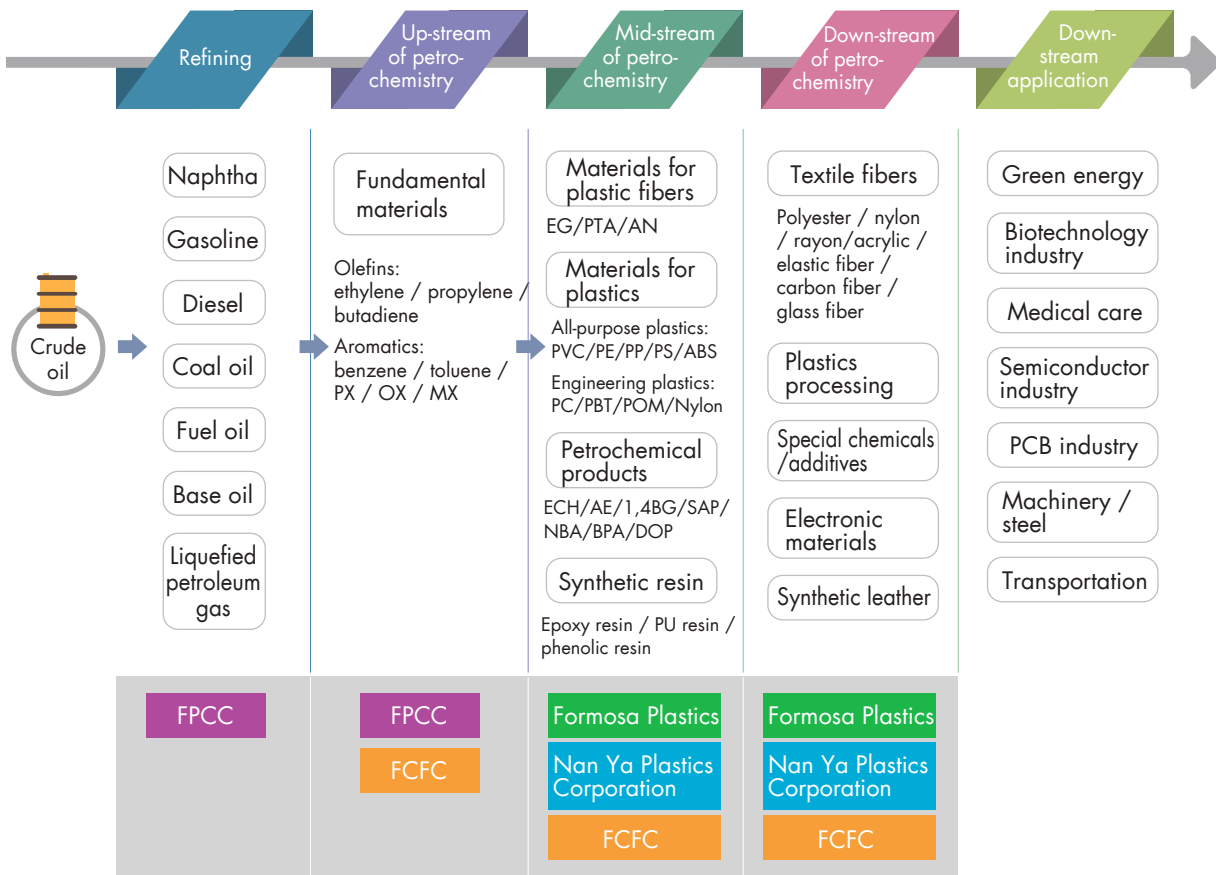 Refining
Up-stream
of petro-
chemistry
Mid-stream
of petro-
chemistry
Down-stream
of petro-
chemistry
Down-
stream
application
Crude
oil
Naphtha
Gasoline
Diesel
Coal oil
Fuel oil
Base oil
Liquefied
petroleum
gas
Fundamental
materials
Olefins:
ethylene / propylene /
butadiene
Aromatics:
benzene / toluene /
PX / OX / MX
Materials for
plastic fibers
EG/PTA/AN
Materials for
plastics
All-purpose plastics:
PVC/PE/PP/PS/ABS
Engineering plastics:
PC/PBT/POM/Nylon
Petrochemical
products
ECH/AE/1,4BG/SAP/
NBA/BPA/DOP
Synthetic resin
Epoxy resin / PU resin /
phenolic resin
Textile fibers
Polyester / nylon
/ rayon/acrylic /
elastic fiber /
carbon fiber /
glass fiber
Plastics
processing
Special chemicals
/additives
Electronic
materials
Synthetic leather
Green energy
Biotechnology
industry
Medical care
Semiconductor
industry
PCB industry
Machinery /
steel
Transportation
FPCC
FPCC
FCFC
Formosa Plastics
Nan Ya Plastics
Corporation
FCFC
Formosa Plastics
Nan Ya Plastics
Corporation
FCFC